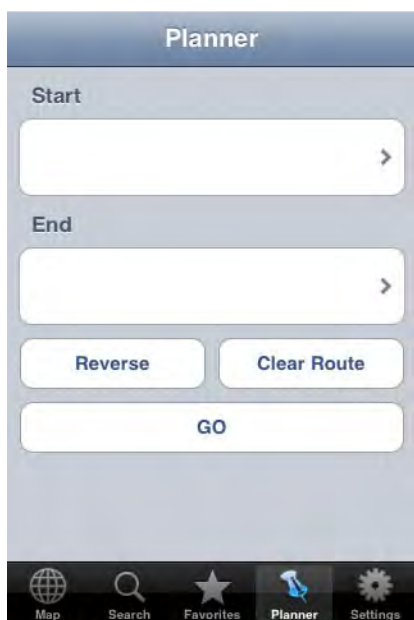 Planner
Start
End
Reverse Clear Route
GO
Map Search Favorites Planner Settings